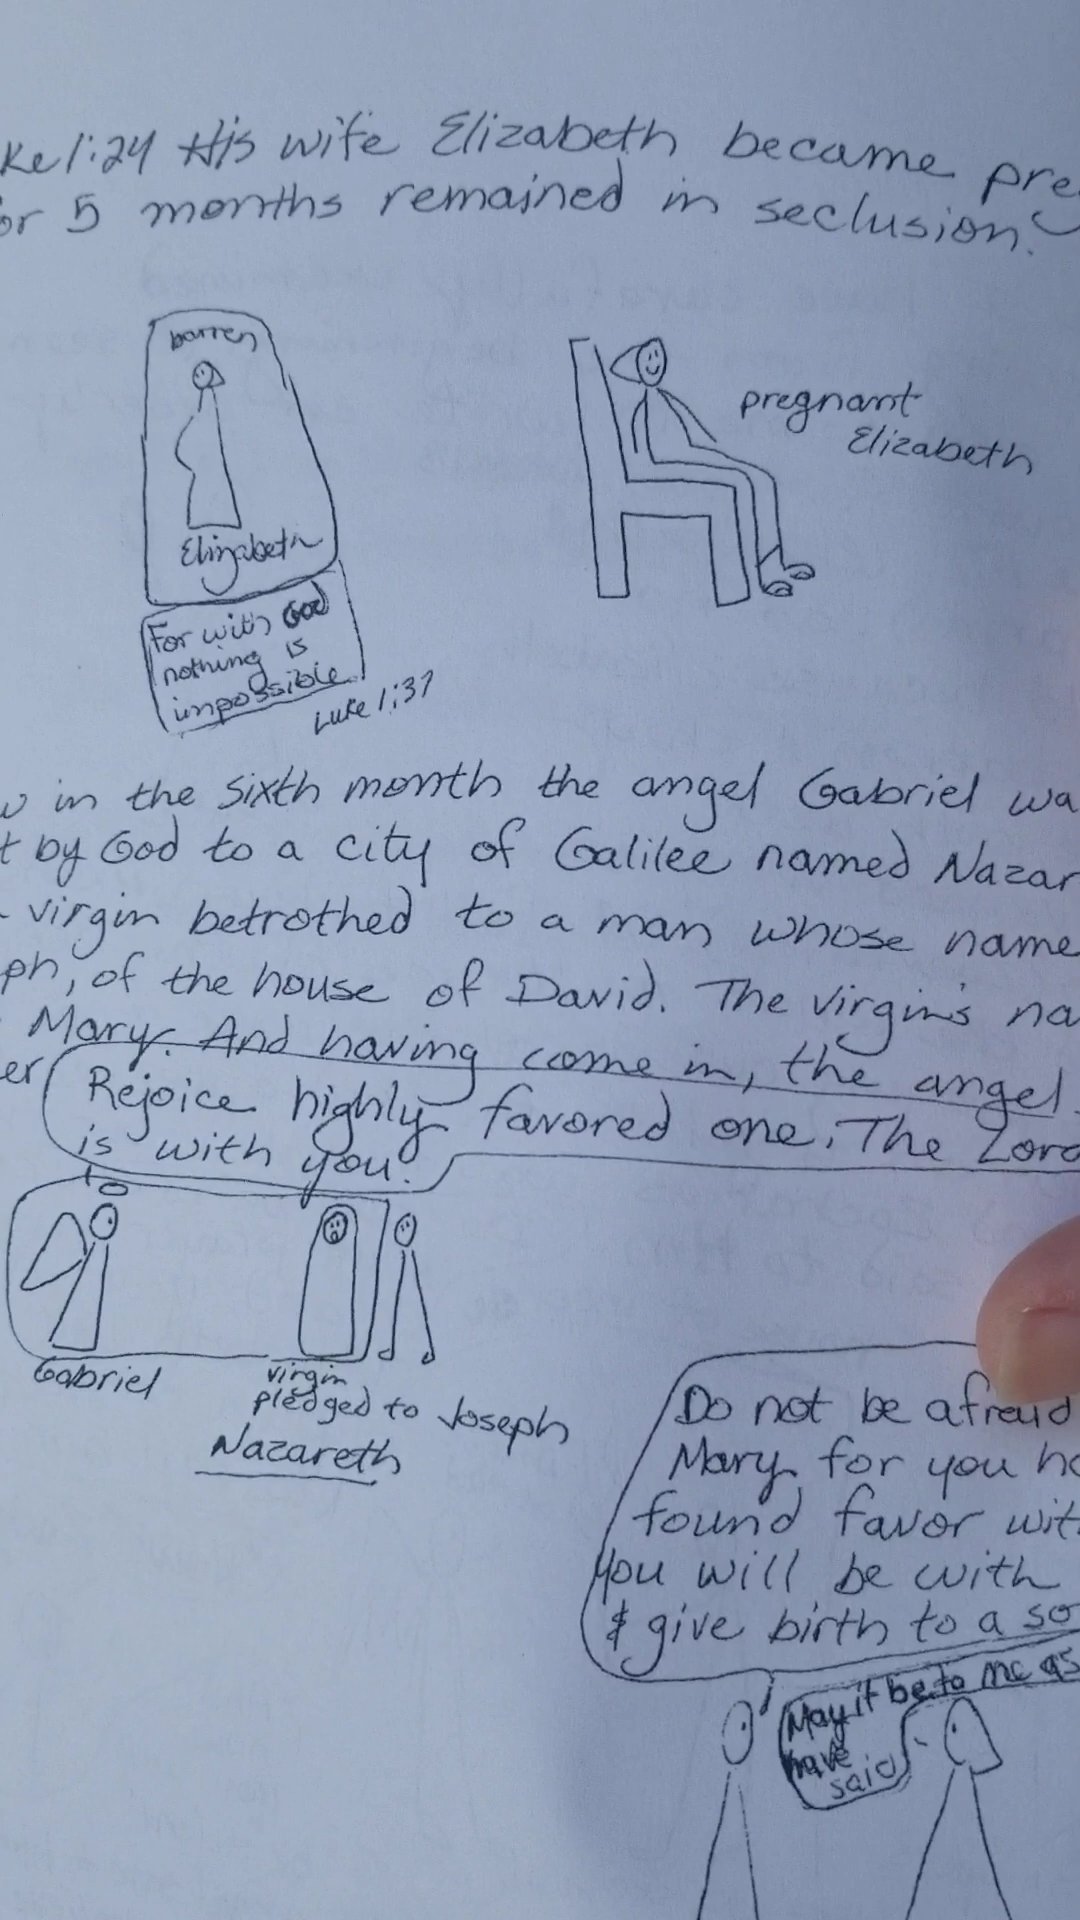 ke 1:24 His wife Elizabeth became pre
or 5 months remained in seclusion.
barren
Elizabeth
pregnant
Elizabeth
For with God
nothing is
impossible
Luke 1:37
w in the sixth month the angel Gabriel wa
t by God to a city of Galilee named Nazar
virgin betrothed to a man whose name
ph, of the house of David. The virgin's na
Mary. And having come in, the angel
er
Rejoice highly favored one. The Lord
is with you.
Gabriel
virgin
pledged to Joseph
Nazareth
Do not be afraid
Mary for you ha
found favor wit
You will be with
& give birth to a so
May it be to me as
have
said